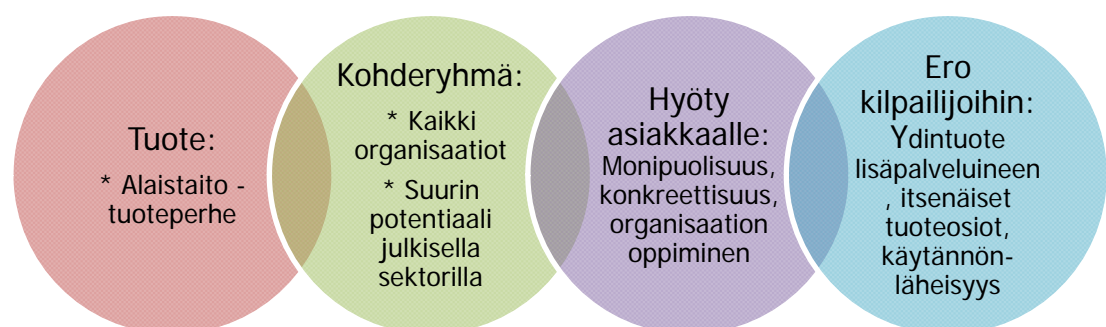 Tuote:
* Alaistaito -
tuoteperhe
Kohderyhmä:
* Kaikki
organisaatiot
* Suurin
potentiaali
julkisella
sektorilla
Hyöty
asiakkaalle:
Monipuolisuus,
konkreettisuus,
organisaation
oppiminen
Ero
kilpailijoihin:
Ydintuote
lisäpalveluineen
, itsenäiset
tuoteosiot,
käytännön-
läheisyys